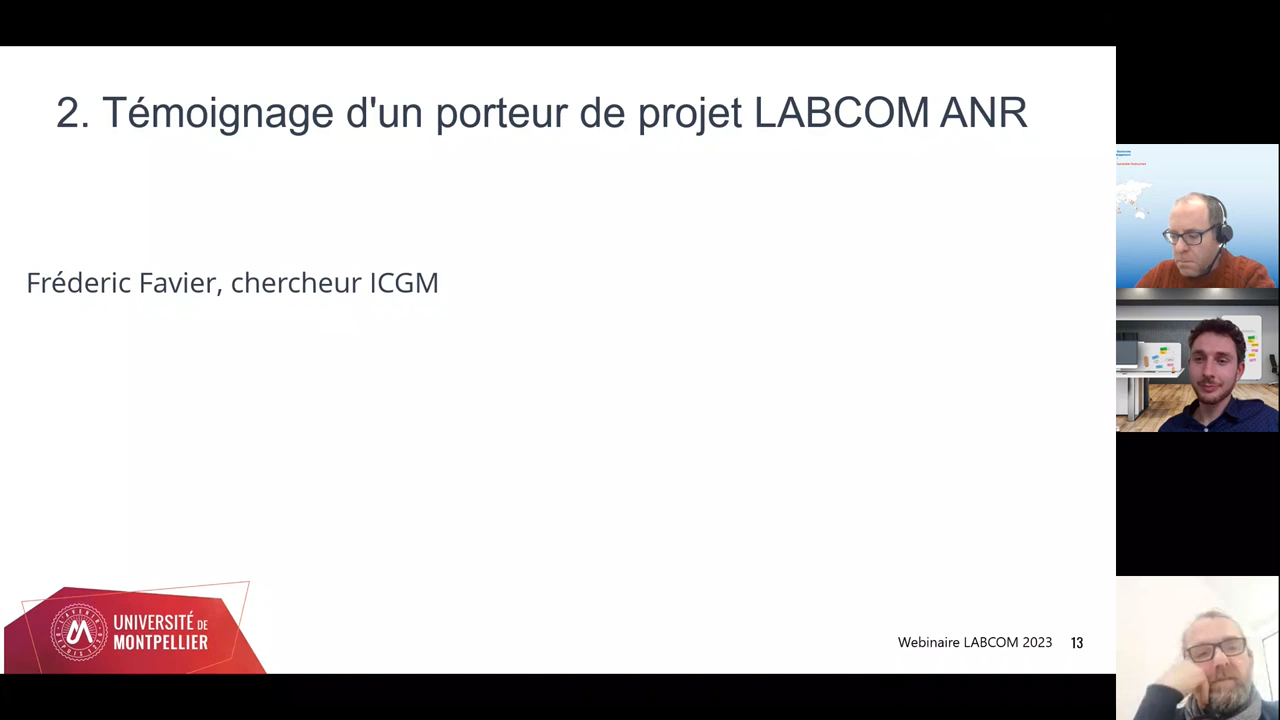 2. Témoignage d'un porteur de projet LABCOM ANR
Fréderic Favier, chercheur ICGM
UNIVERSITÉ DE
MONTPELLIER
Webinaire LABCOM 2023
13